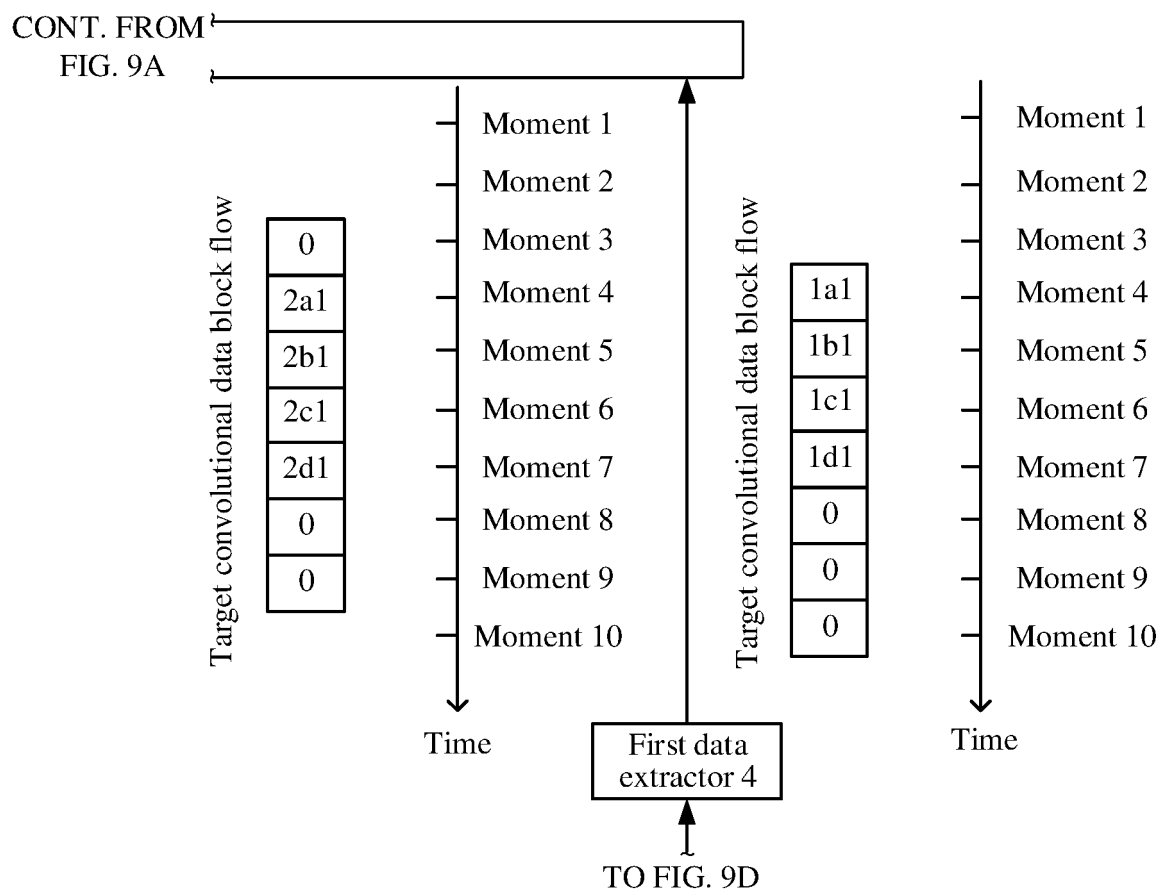 CONT. FROM
FIG. 9A
Target convolutional data block flow
0
2a1
2b1
2c1
2d1
0
0
Moment 1
Moment 2
Moment 3
Moment 4
Moment 5
Moment 6
Moment 7
Moment 8
Moment 9
Moment 10
Time
First data
extractor 4
TO FIG. 9D
Target convolutional data block flow
1a1
1b1
1c1
1d1
0
0
0
Moment 1
Moment 2
Moment 3
Moment 4
Moment 5
Moment 6
Moment 7
Moment 8
Moment 9
Moment 10
Time